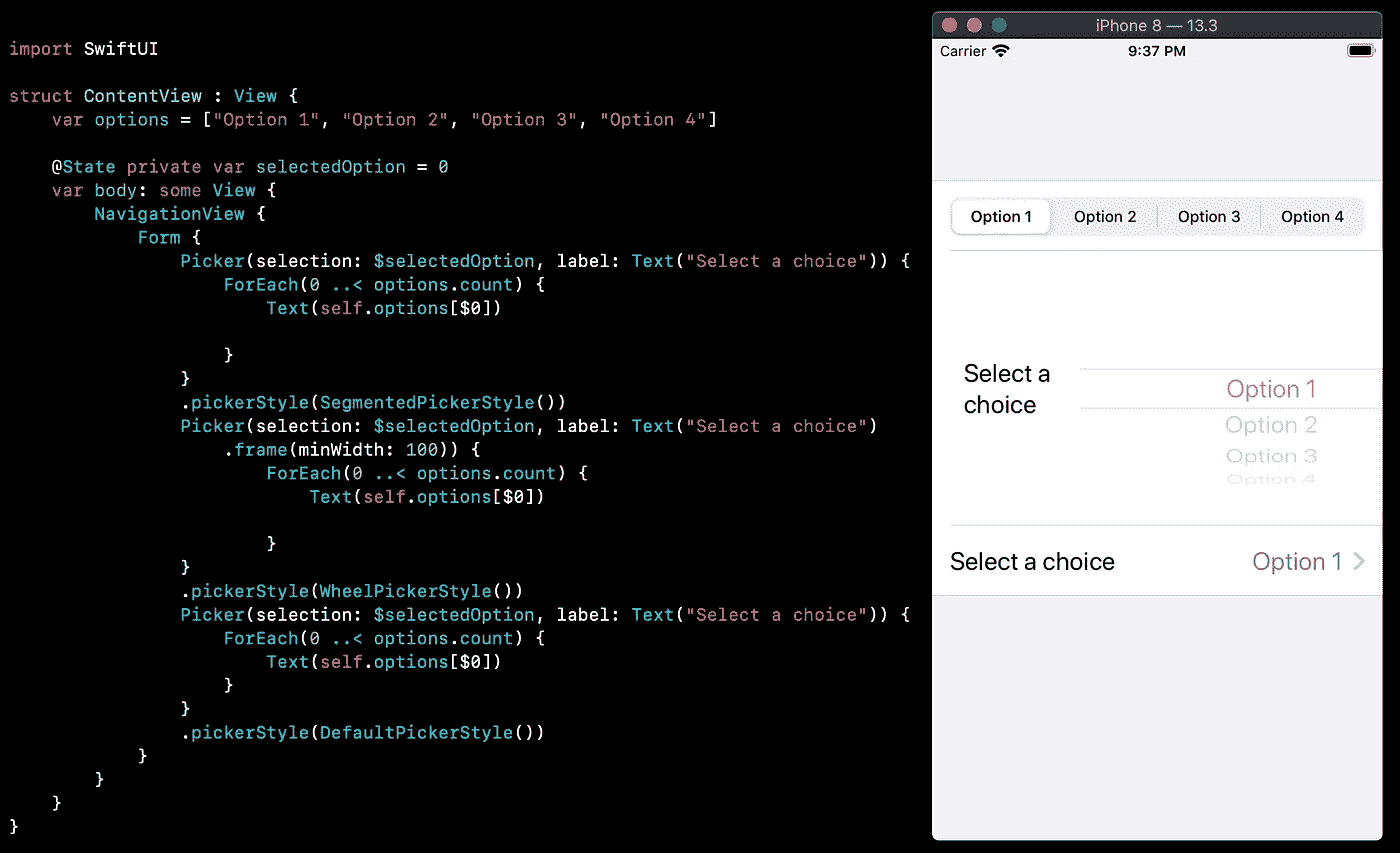 import SwiftUI
struct ContentView : View {
var options = ["Option 1", "Option 2", "Option 3", "Option 4"]
@State private var selectedOption = 0
var body: some View {
NavigationView {
Form {
Picker(selection: $selectedOption, label: Text("Select a choice")) {
ForEach(0 ..< options.count) {
Text(self.options[$0])
}
}
.pickerStyle(SegmentedPickerStyle())
Picker(selection: $selectedOption, label: Text("Select a choice")
.frame(minWidth: 100)) {
ForEach(0 ..< options.count) {
Text(self.options[$0])
}
}
.pickerStyle(WheelPickerStyle())
Picker(selection: $selectedOption, label: Text("Select a choice")) {
ForEach(0 ..< options.count) {
Text(self.options[$0])
}
}
.pickerStyle(DefaultPickerStyle())
}
}
}
}
iPhone 8 — 13.3
Carrier 9:37 PM
Option 1 Option 2 Option 3 Option 4
Select a
choice
Option 1
Option 2
Option 3
Option 4
Select a choice Option 1